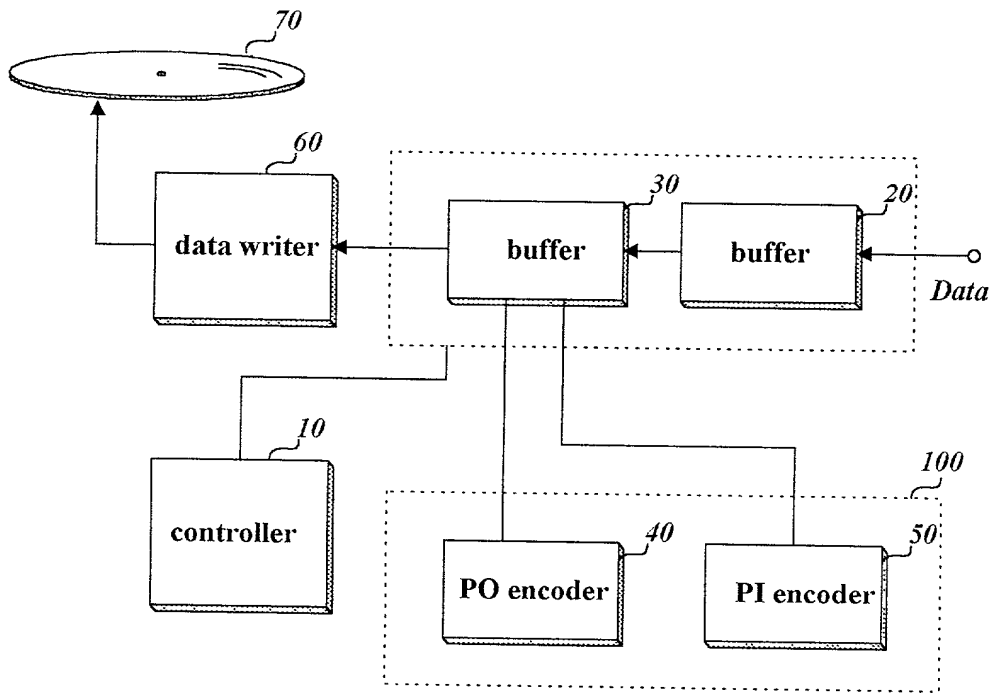 70
60
30
20
data writer
buffer
buffer
Data
10
100
controller
40
50
PO encoder
PI encoder